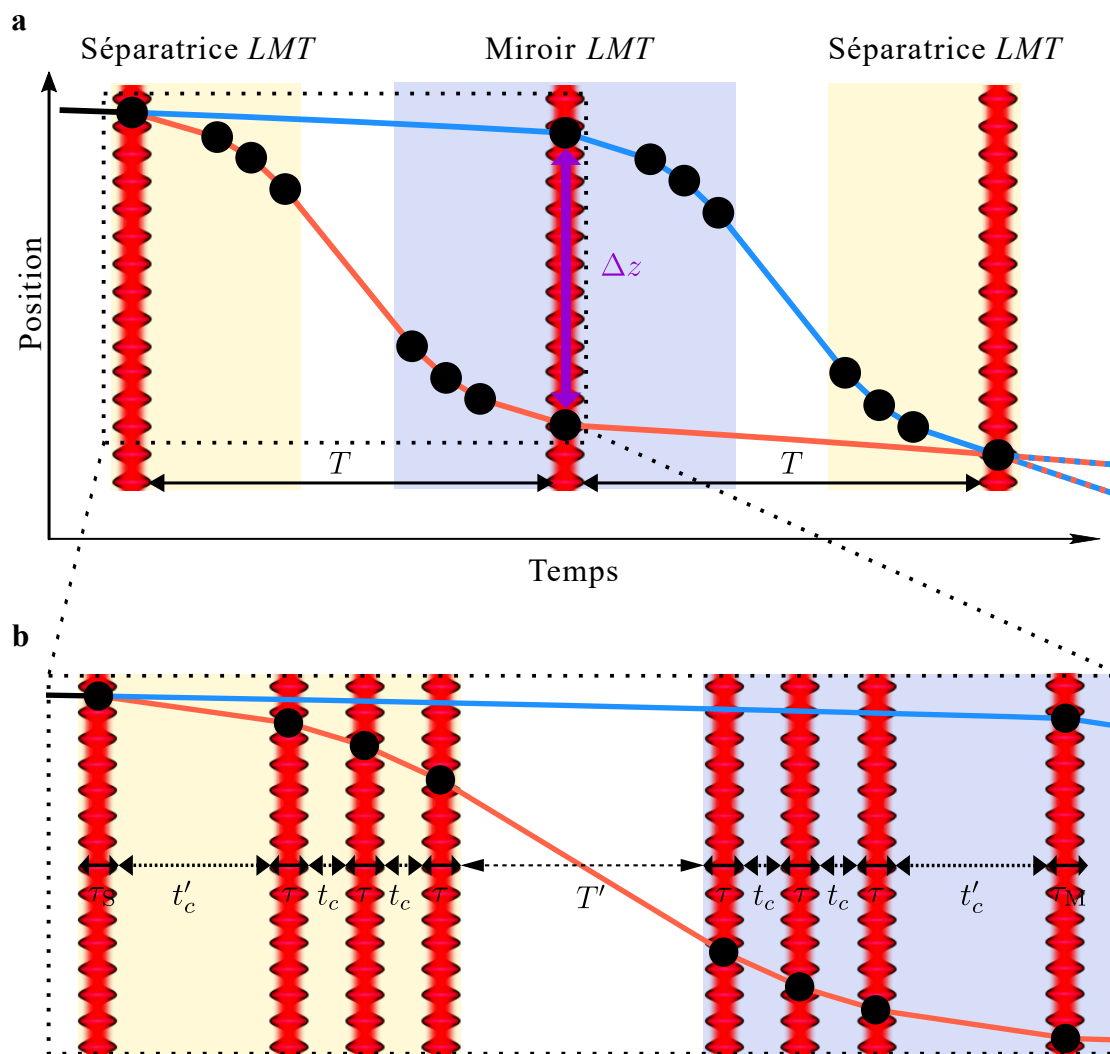 a
Séparatrice LMT Miroir LMT Séparatrice LMT
Position
Δz
T T
Temps
b
τS t′c τ tc τ tc τ T′ τ tc τ tc τ t′c τM